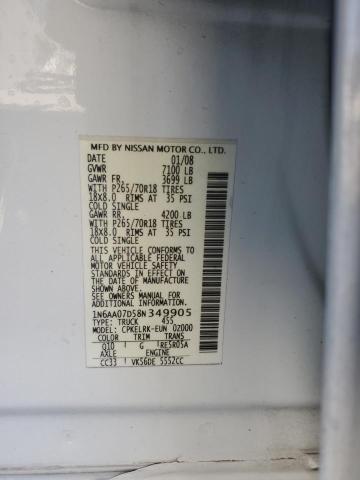 MFD BY NISSAN MOTOR CO., LTD.
DATE 01/08
GVWR 7100 LB
GAWR FR. 3699 LB
WITH P265/70R18 TIRES
18X8.0 RIMS AT 35 PSI
COLD SINGLE
GAWR RR. 4200 LB
WITH P265/70R18 TIRES
18X8.0 RIMS AT 35 PSI
COLD SINGLE
THIS VEHICLE CONFORMS TO
ALL APPLICABLE FEDERAL
MOTOR VEHICLE SAFETY
STANDARDS IN EFFECT ON
THE DATE OF MANUFACTURE.
SEE OWNERS MANUAL FOR
ADDITIONAL INFORMATION.
1N6AA07D58N349905
TYPE: TRUCK 455
MODEL: CPKELRK-EUN 02000
COLOR TRIM TRANS
Q10 G RE5R05A
AXLE ENGINE
CC33 VK56DE 5552CC